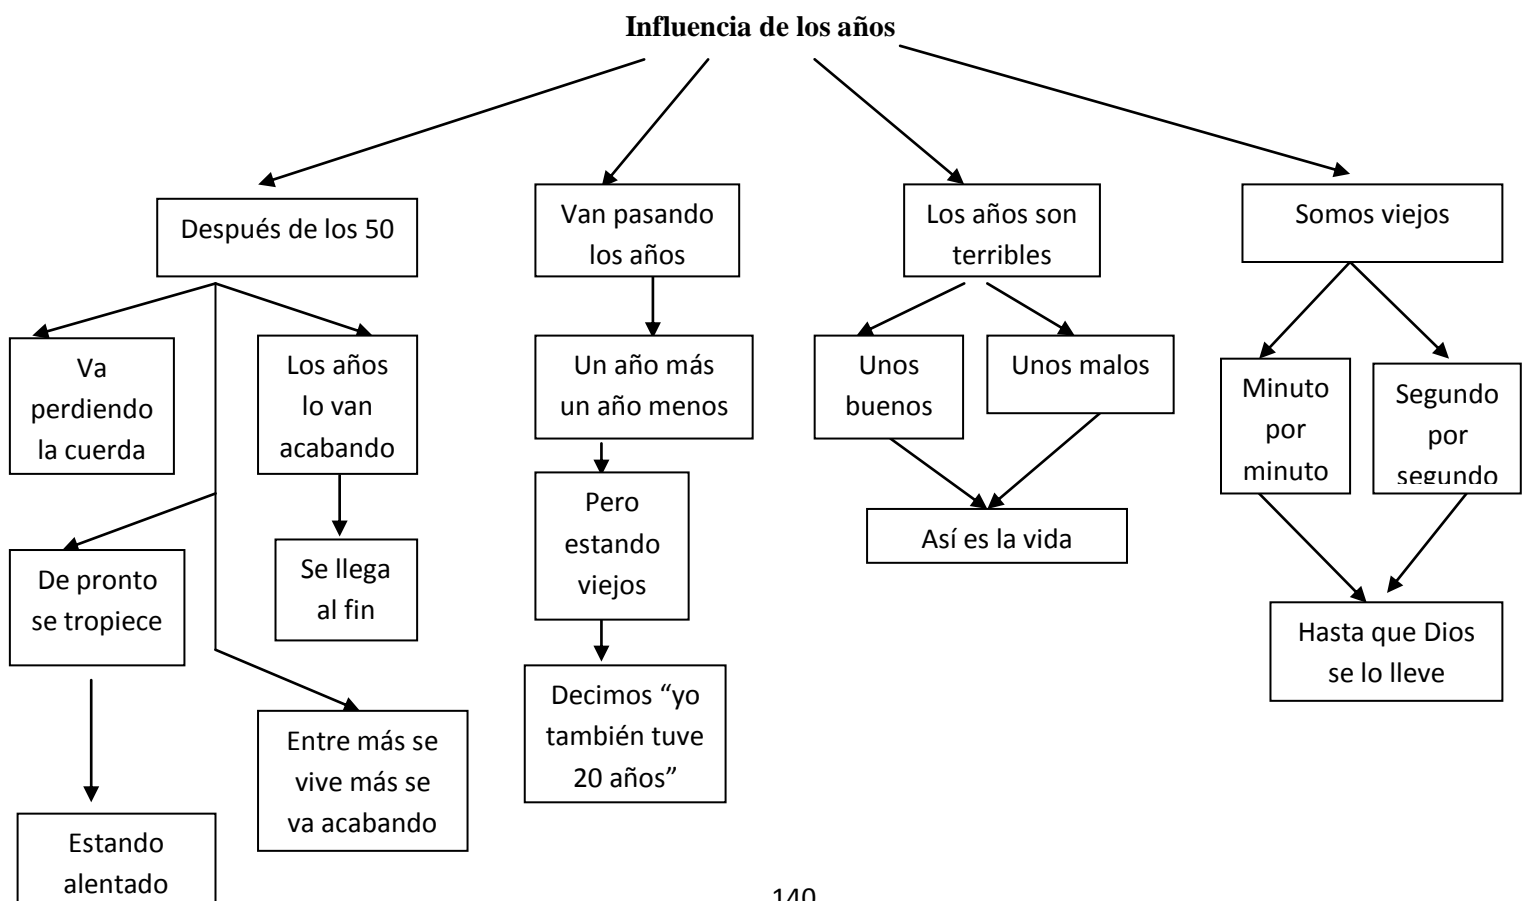 Influencia de los años
Después de los 50
Van pasando
los años
Los años son
terribles
Somos viejos
Va
perdiendo
la cuerda
Los años
lo van
acabando
Un año más
un año menos
Unos
buenos
Unos malos
Minuto
por
minuto
Segundo
por
segundo
De pronto
se tropiece
Se llega
al fin
Pero
estando
viejos
Así es la vida
Hasta que Dios
se lo lleve
Entre más se
vive más se
va acabando
Decimos “yo
también tuve
20 años”
Estando
alentado
140